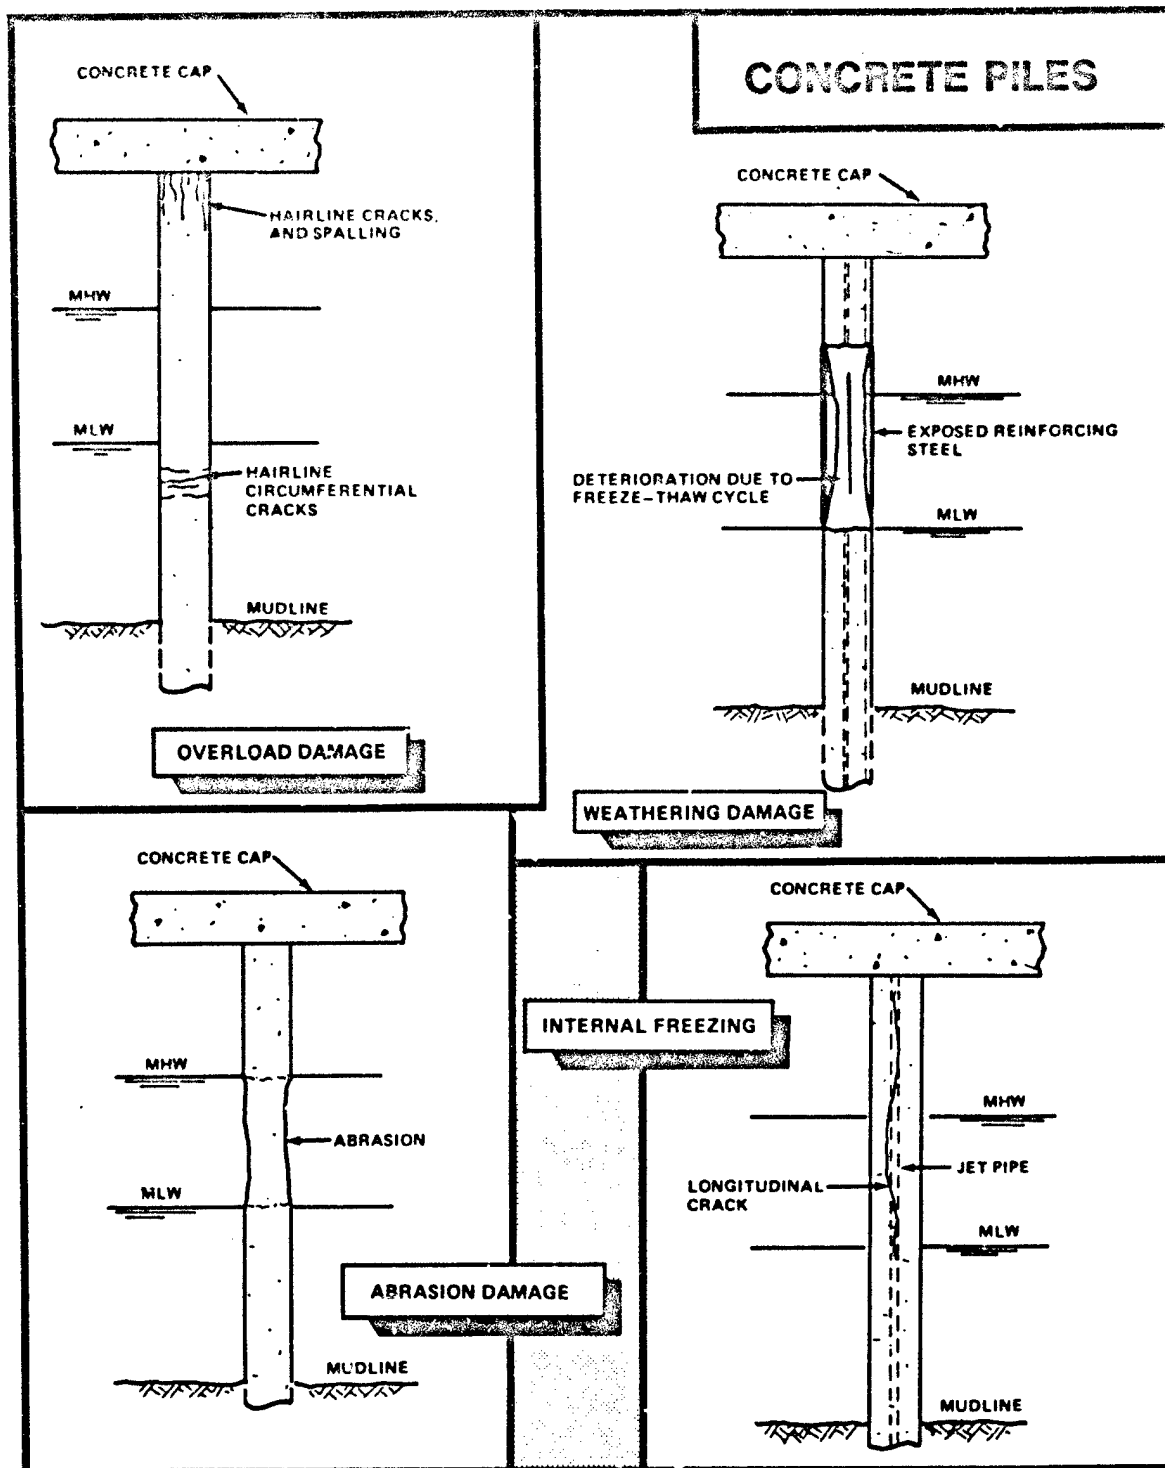 CONCRETE PILES
CONCRETE CAP
HAIRLINE CRACKS,
AND SPALLING
MHW
MLW
HAIRLINE
CIRCUMFERENTIAL
CRACKS
MUDLINE
OVERLOAD DAMAGE
CONCRETE CAP
MHW
EXPOSED REINFORCING
STEEL
DETERIORATION DUE TO
FREEZE-THAW CYCLE
MLW
MUDLINE
WEATHERING DAMAGE
CONCRETE CAP
MHW
ABRASION
MLW
ABRASION DAMAGE
MUDLINE
CONCRETE CAP
INTERNAL FREEZING
MHW
JET PIPE
LONGITUDINAL
CRACK
MLW
MUDLINE